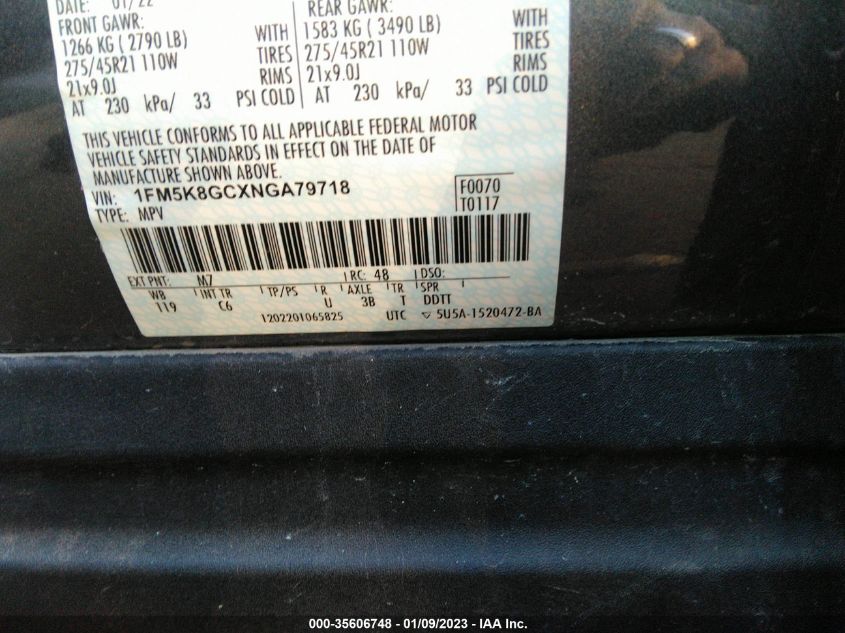 DATE: 01/22
FRONT GAWR: REAR GAWR:
1266 KG ( 2790 LB) WITH 1583 KG ( 3490 LB) WITH
275/45R21 110W TIRES 275/45R21 110W TIRES
21x9.0J RIMS 21x9.0J RIMS
AT 230 kPa/ 33 PSI COLD AT 230 kPa/ 33 PSI COLD
THIS VEHICLE CONFORMS TO ALL APPLICABLE FEDERAL MOTOR
VEHICLE SAFETY STANDARDS IN EFFECT ON THE DATE OF
MANUFACTURE SHOWN ABOVE.
VIN: 1FM5K8GCXNGA79718 F0070
TYPE: MPV T0117
EXT PNT: M7 RC: 48 DSO:
WB INT TR TP/PS R AXLE TR SPR
119 C6 U 3B T DDTT
1202201065825 UTC ▽ 5U5A-1520472-BA
000-35606748 — 01/09/2023 — IAA Inc.